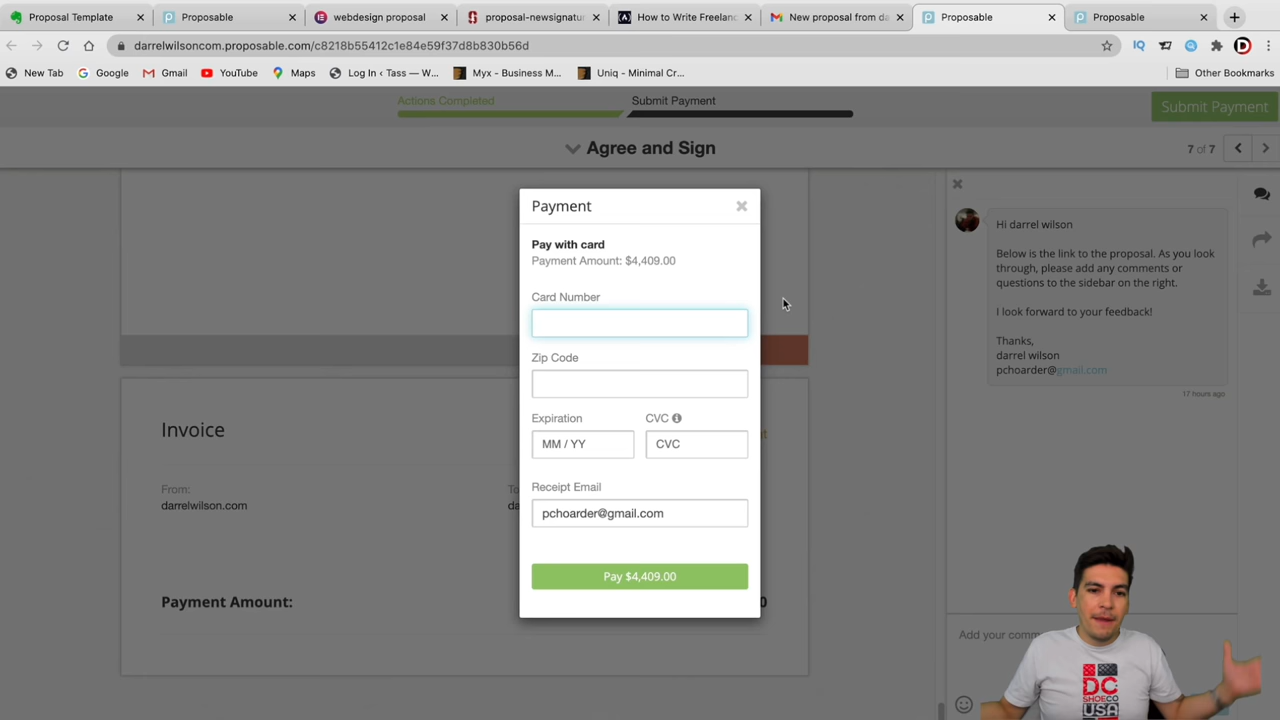 Proposal Template
Proposable
webdesign proposal
proposal-newsignatu
How to Write Freelanc
New proposal from da
Proposable
Proposable
darrelwilsoncom.proposable.com/c8218b55412c1e84e59f37d8b830b56d
New Tab
Google
Gmail
YouTube
Maps
Log In ‹ Tass — W...
Myx - Business M...
Uniq - Minimal Cr...
Other Bookmarks
Actions Completed
Submit Payment
Submit Payment
Agree and Sign
7 of 7
Payment
Pay with card
Payment Amount: $4,409.00
Card Number
Zip Code
Expiration
CVC
MM / YY
CVC
Receipt Email
pchoarder@gmail.com
Pay $4,409.00
Invoice
From:
darrelwilson.com
Payment Amount:
Hi darrel wilson
Below is the link to the proposal. As you look
through, please add any comments or
questions to the sidebar on the right.
I look forward to your feedback!
Thanks,
darrel wilson
pchoarder@gmail.com
17 hours ago
Add your comm
DC
SHOECO
USA